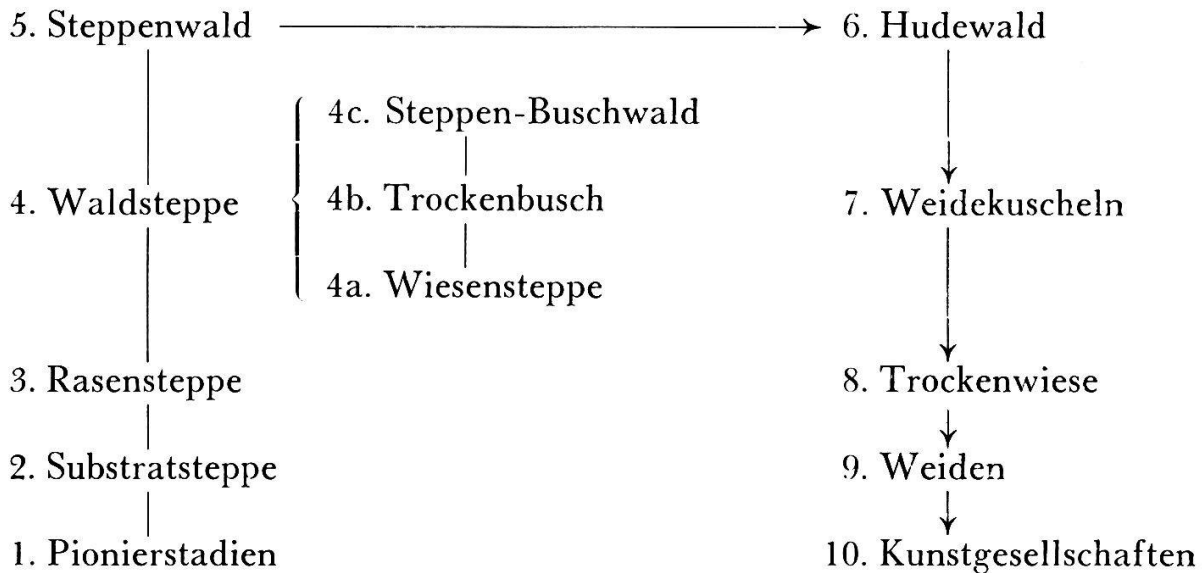 5. Steppenwald 6. Hudewald
4c. Steppen-Buschwald
4. Waldsteppe 4b. Trockenbusch 7. Weidekuscheln
4a. Wiesensteppe
3. Rasensteppe 8. Trockenwiese
2. Substratsteppe 9. Weiden
1. Pionierstadien 10. Kunstgesellschaften